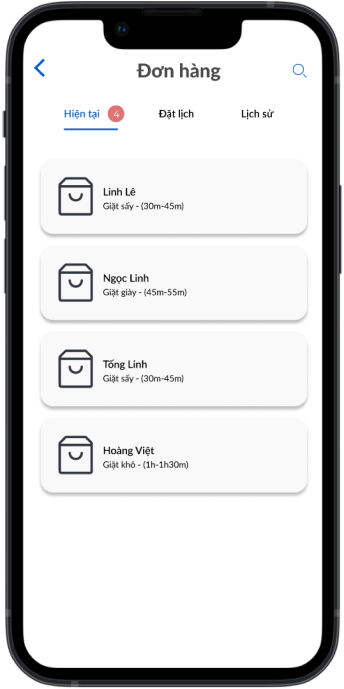 Đơn hàng
Hiện tại 4 Đặt lịch Lịch sử
Linh Lê
Giặt sấy - (30m-45m)
Ngọc Linh
Giặt giày - (45m-55m)
Tống Linh
Giặt sấy - (30m-45m)
Hoàng Việt
Giặt khô - (1h-1h30m)